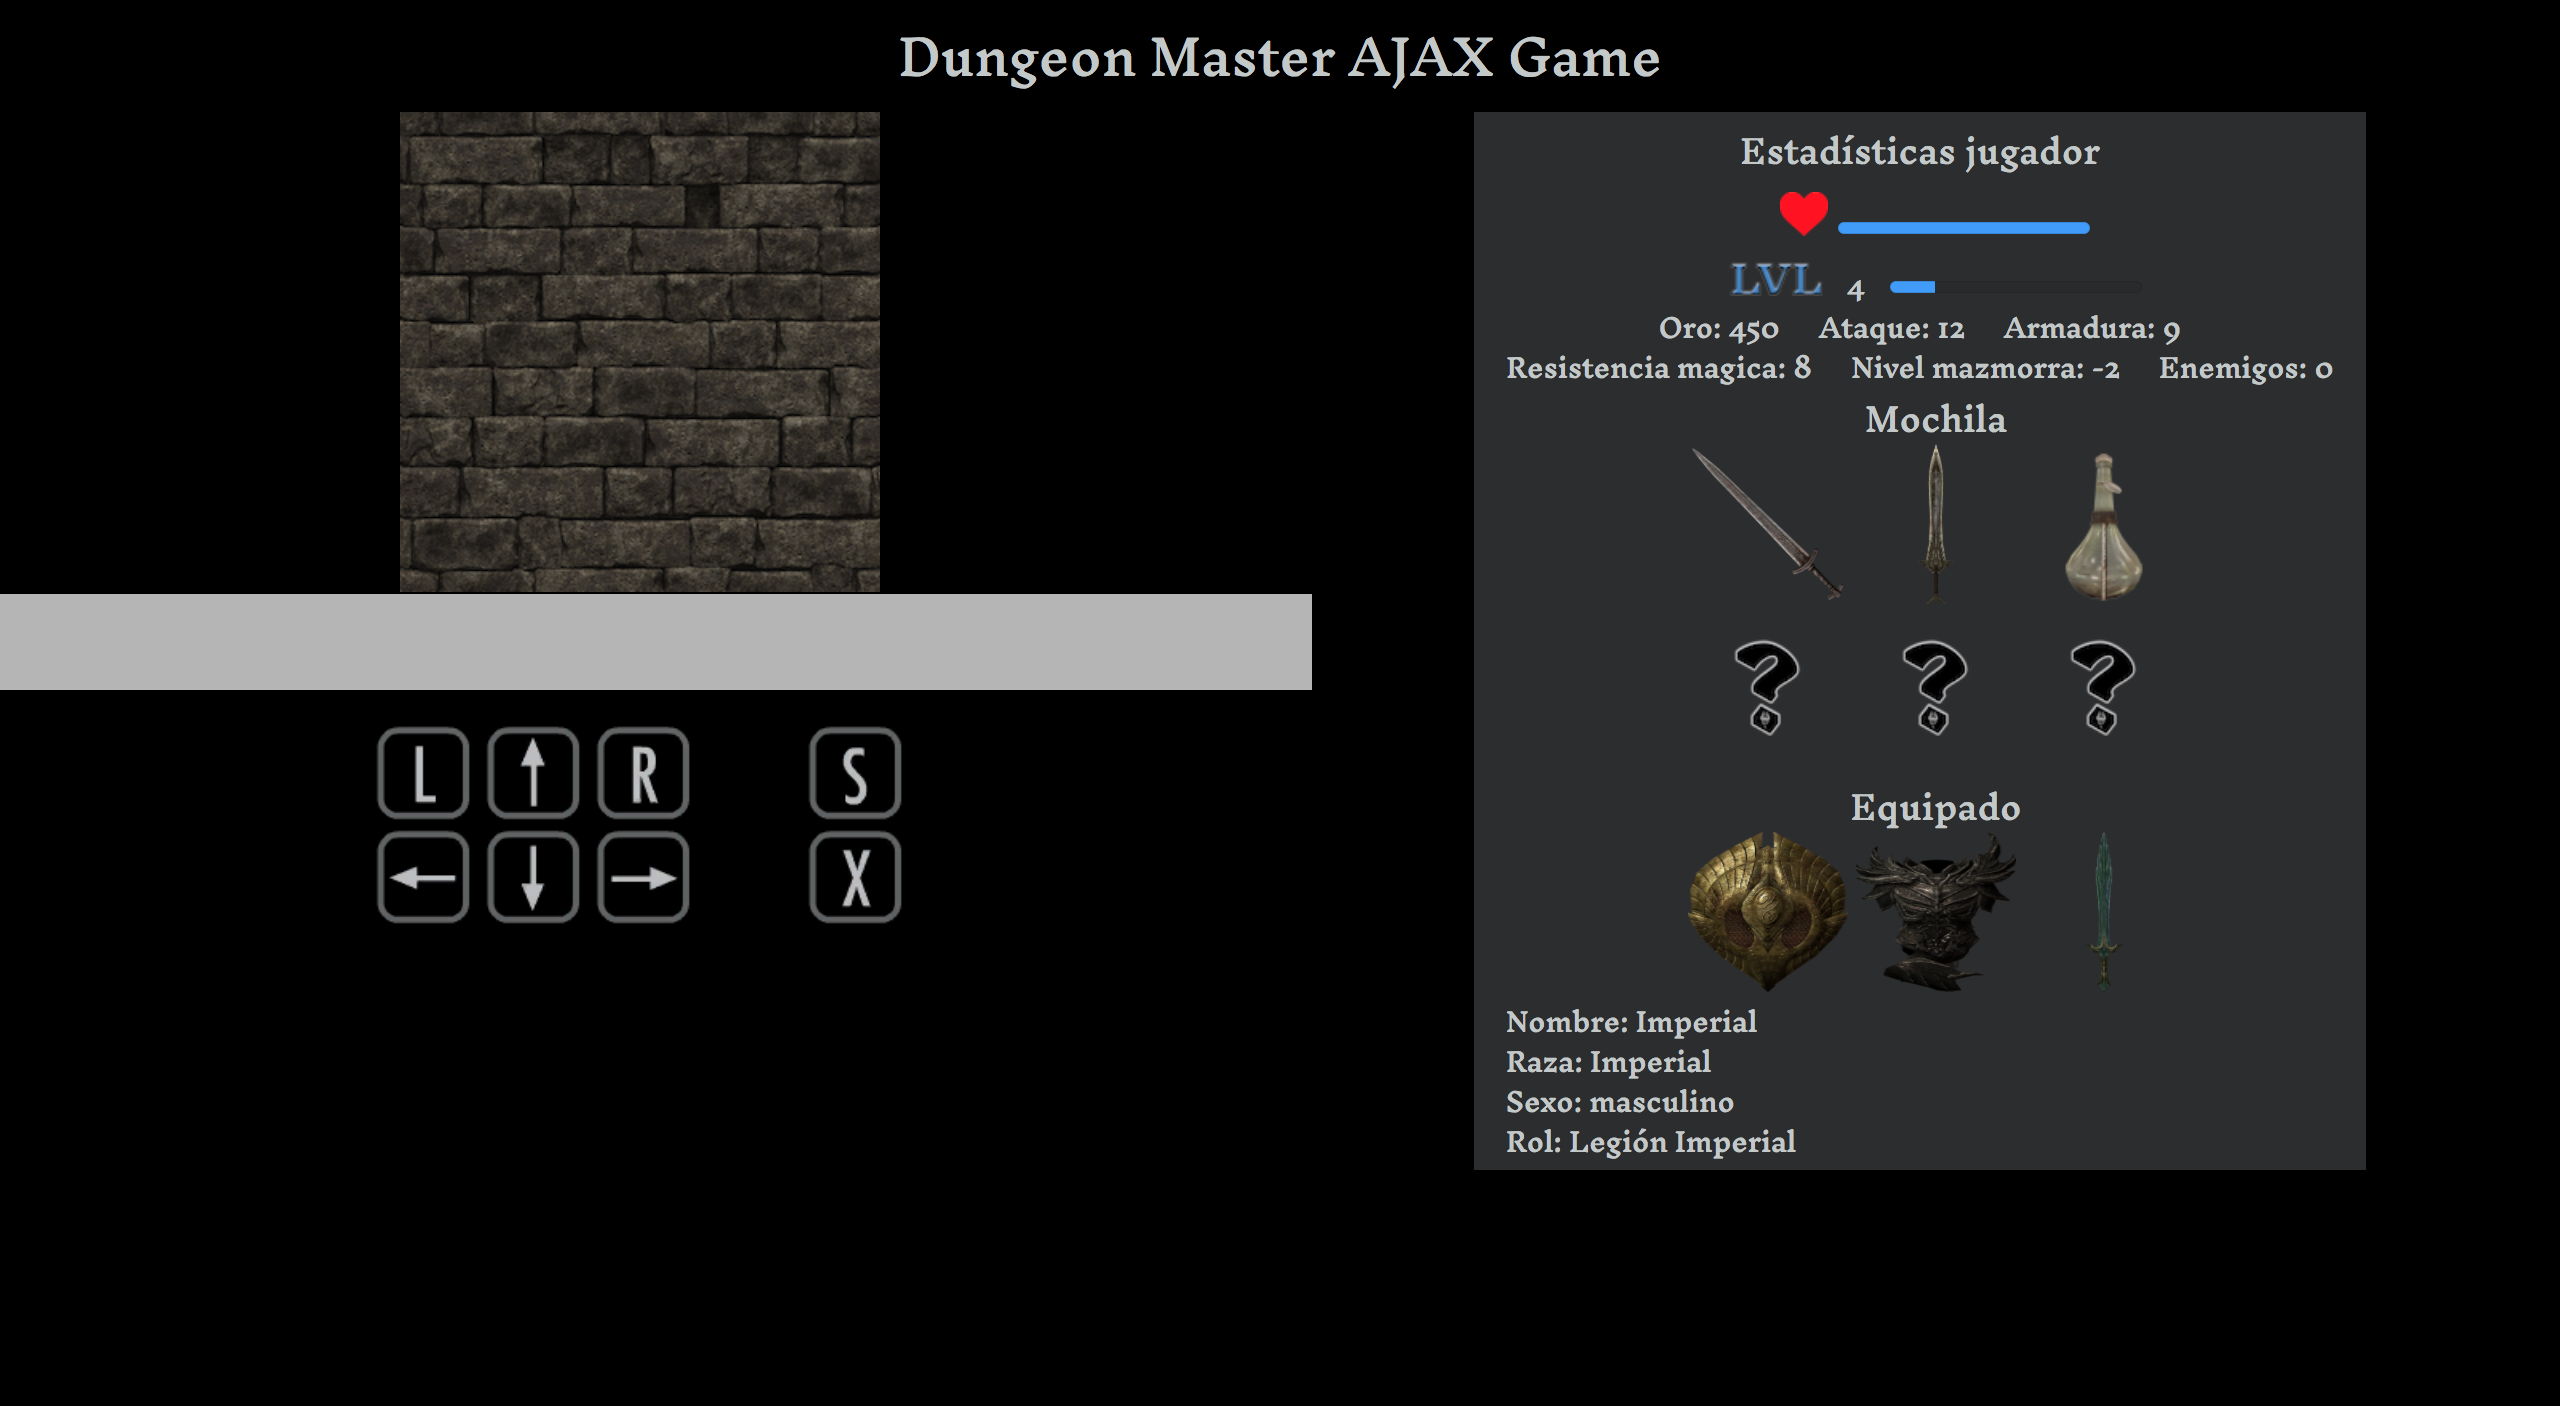 Dungeon Master AJAX Game
L R S
X
Estadísticas jugador
LVL 4
Oro: 450 Ataque: 12 Armadura: 9
Resistencia magica: 8 Nivel mazmorra: -2 Enemigos: 0
Mochila
? ? ?
Equipado
Nombre: Imperial
Raza: Imperial
Sexo: masculino
Rol: Legión Imperial